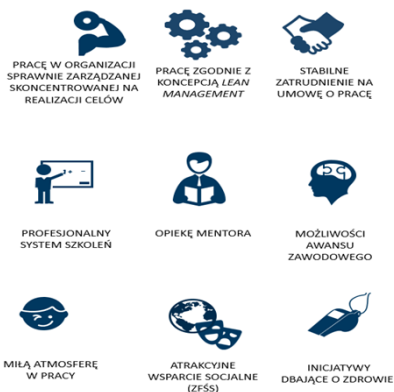 PRACĘ W ORGANIZACJI
SPRAWNIE ZARZĄDZANEJ
SKONCENTROWANEJ NA
REALIZACJI CELÓW
PRACĘ ZGODNIE Z
KONCEPCJĄ LEAN
MANAGEMENT
STABILNE
ZATRUDNIENIE NA
UMOWĘ O PRACĘ
PROFESJONALNY
SYSTEM SZKOLEŃ
OPIEKĘ MENTORA
MOŻLIWOŚCI
AWANSU
ZAWODOWEGO
MIŁĄ ATMOSFERĘ
W PRACY
ATRAKCYJNE
WSPARCIE SOCJALNE
(ZFŚS)
INICJATYWY
DBAJĄCE O ZDROWIE